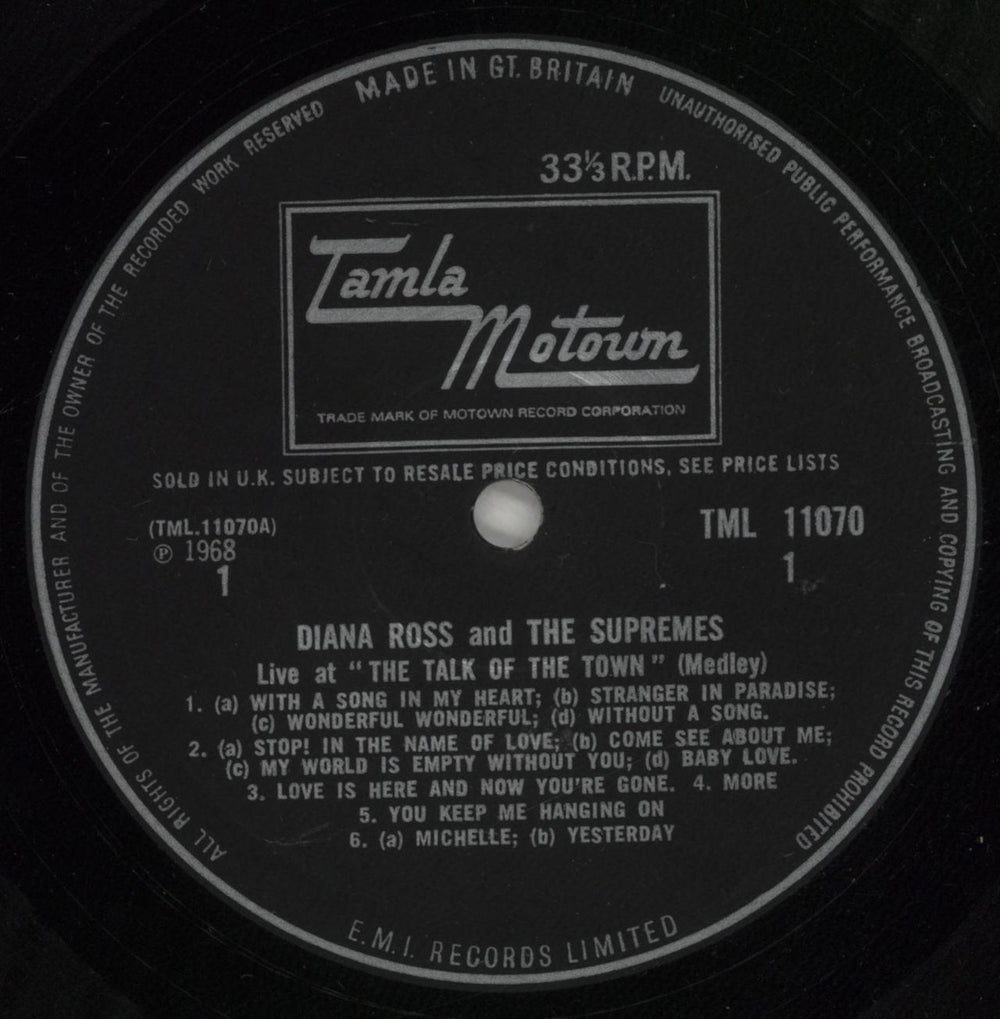 MADE IN GT. BRITAIN
UNAUTHORISED PUBLIC PERFORMANCE BROADCASTING AND COPYING OF THIS RECORD PROHIBITED
E.M.I. RECORDS LIMITED
ALL RIGHTS OF THE MANUFACTURER AND OF THE OWNER OF THE RECORDED WORK RESERVED
33⅓ R.P.M.
Tamla
Motown
TRADE MARK OF MOTOWN RECORD CORPORATION
SOLD IN U.K. SUBJECT TO RESALE PRICE CONDITIONS, SEE PRICE LISTS
(TML.11070A)
℗ 1968
1
TML 11070
1
DIANA ROSS and THE SUPREMES
Live at "THE TALK OF THE TOWN" (Medley)
1. (a) WITH A SONG IN MY HEART; (b) STRANGER IN PARADISE;
(c) WONDERFUL WONDERFUL; (d) WITHOUT A SONG.
2. (a) STOP! IN THE NAME OF LOVE; (b) COME SEE ABOUT ME;
(c) MY WORLD IS EMPTY WITHOUT YOU; (d) BABY LOVE.
3. LOVE IS HERE AND NOW YOU'RE GONE. 4. MORE
5. YOU KEEP ME HANGING ON
6. (a) MICHELLE; (b) YESTERDAY